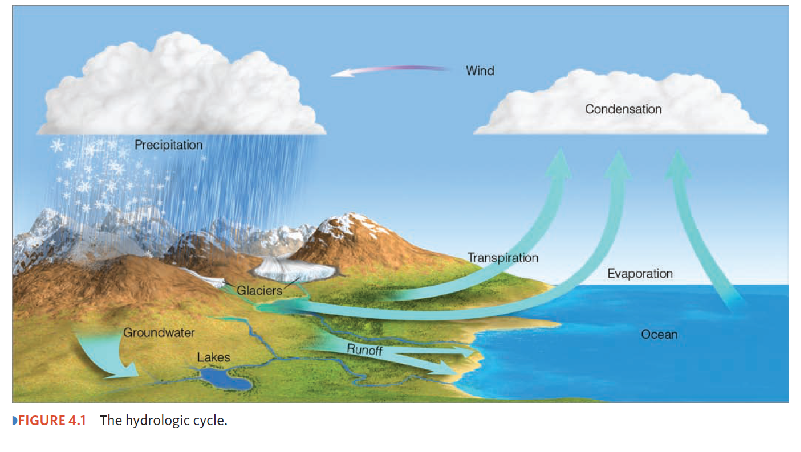 Wind
Condensation
Precipitation
Transpiration
Evaporation
Glaciers
Groundwater
Ocean
Runoff
Lakes
FIGURE 4.1 The hydrologic cycle.